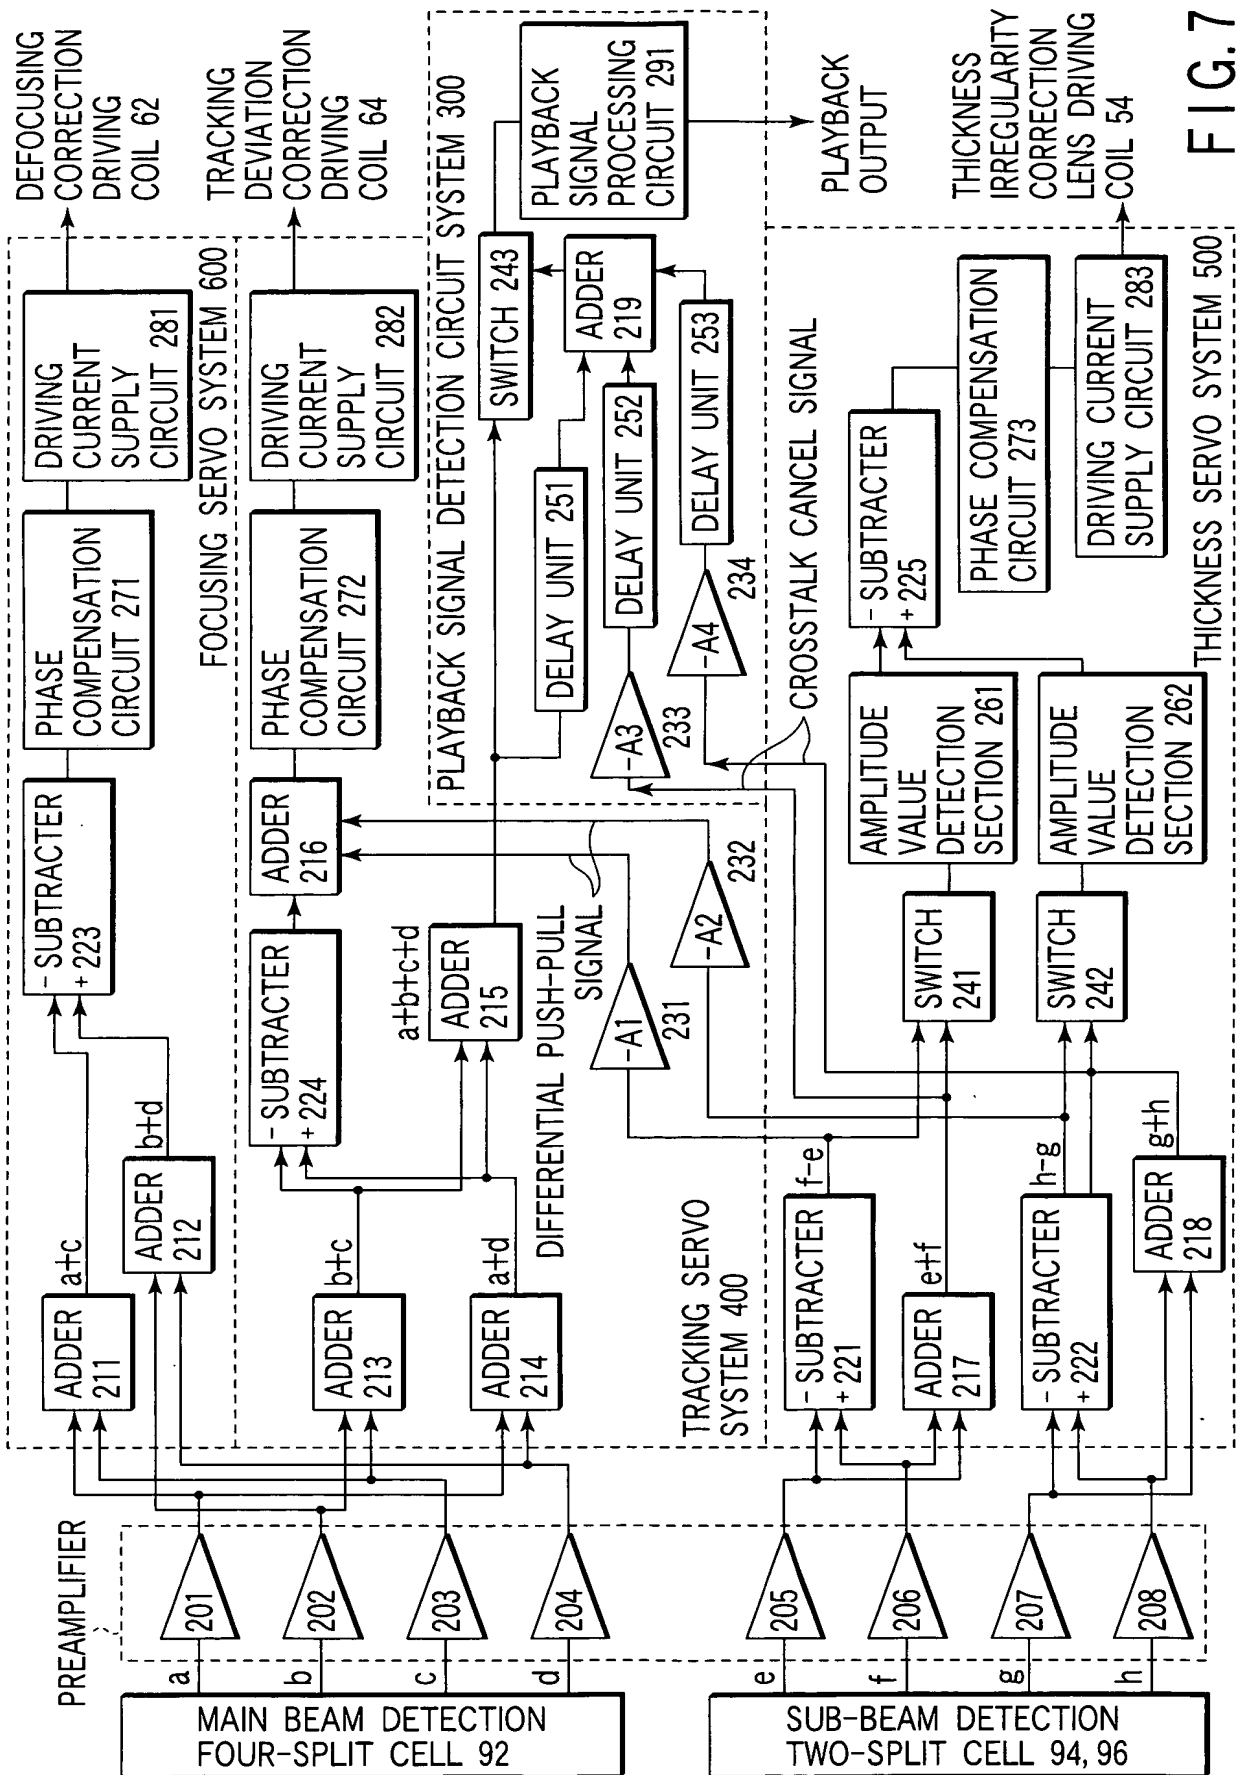 MAIN BEAM DETECTION
FOUR-SPLIT CELL 92
SUB-BEAM DETECTION
TWO-SPLIT CELL 94, 96
a
b
c
d
e
f
g
h
PREAMPLIFIER
201
202
203
204
205
206
207
208
ADDER
211
a+c
ADDER
212
b+d
- SUBTRACTER
+ 223
PHASE
COMPENSATION
CIRCUIT 271
DRIVING
CURRENT
SUPPLY
CIRCUIT 281
DEFOCUSING
CORRECTION
DRIVING
COIL 62
FOCUSING SERVO SYSTEM 600
ADDER
213
b+c
ADDER
214
a+d
- SUBTRACTER
+ 224
ADDER
215
a+b+c+d
ADDER
216
PHASE
COMPENSATION
CIRCUIT 272
DRIVING
CURRENT
SUPPLY
CIRCUIT 282
TRACKING
DEVIATION
CORRECTION
DRIVING
COIL 64
DIFFERENTIAL PUSH-PULL
SIGNAL
-A1
231
-A2
232
TRACKING SERVO
SYSTEM 400
PLAYBACK SIGNAL DETECTION CIRCUIT SYSTEM 300
DELAY UNIT 251
-A3
233
DELAY UNIT 252
-A4
234
DELAY UNIT 253
ADDER
219
SWITCH 243
PLAYBACK
SIGNAL
PROCESSING
CIRCUIT 291
PLAYBACK
OUTPUT
CROSSTALK CANCEL SIGNAL
- SUBTRACTER
+ 221
f-e
ADDER
217
e+f
- SUBTRACTER
+ 222
h-g
ADDER
218
g+h
SWITCH
241
SWITCH
242
AMPLITUDE
VALUE
DETECTION
SECTION 261
AMPLITUDE
VALUE
DETECTION
SECTION 262
- SUBTRACTER
+ 225
PHASE COMPENSATION
CIRCUIT 273
DRIVING CURRENT
SUPPLY CIRCUIT 283
THICKNESS
IRREGULARITY
CORRECTION
LENS DRIVING
COIL 54
THICKNESS SERVO SYSTEM 500
FIG. 7